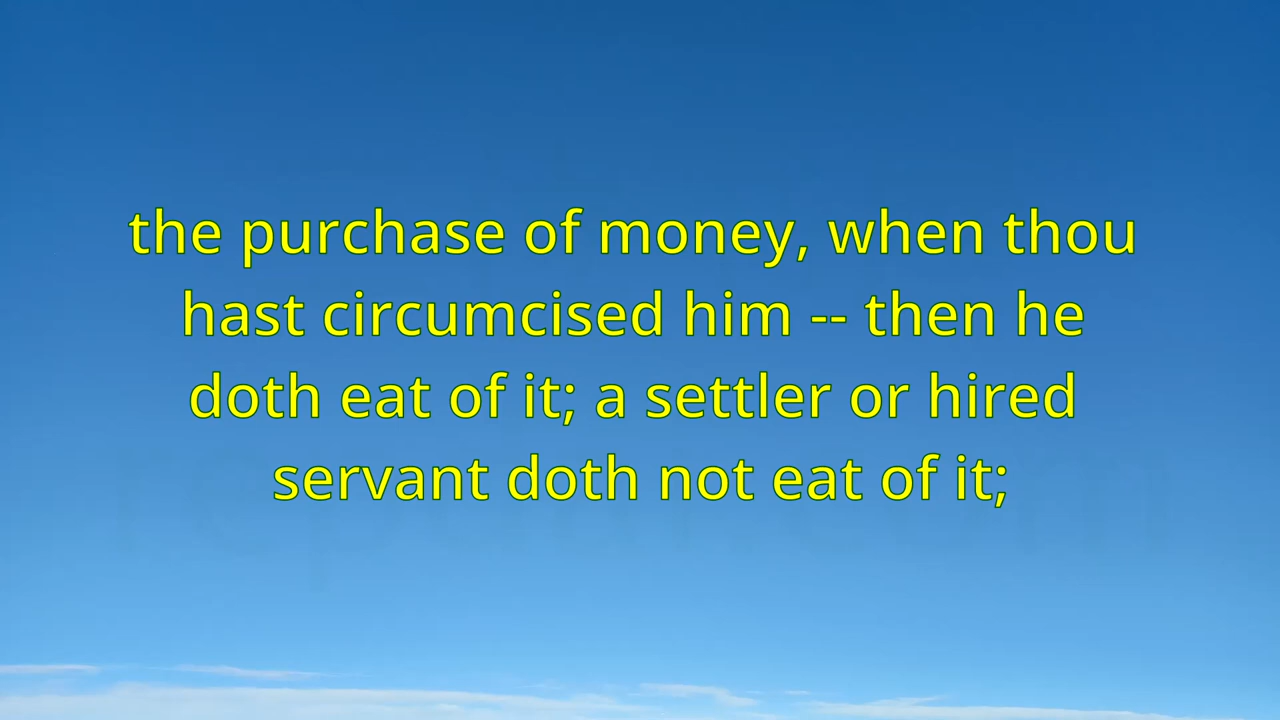 the purchase of money, when thou
hast circumcised him -- then he
doth eat of it; a settler or hired
servant doth not eat of it;